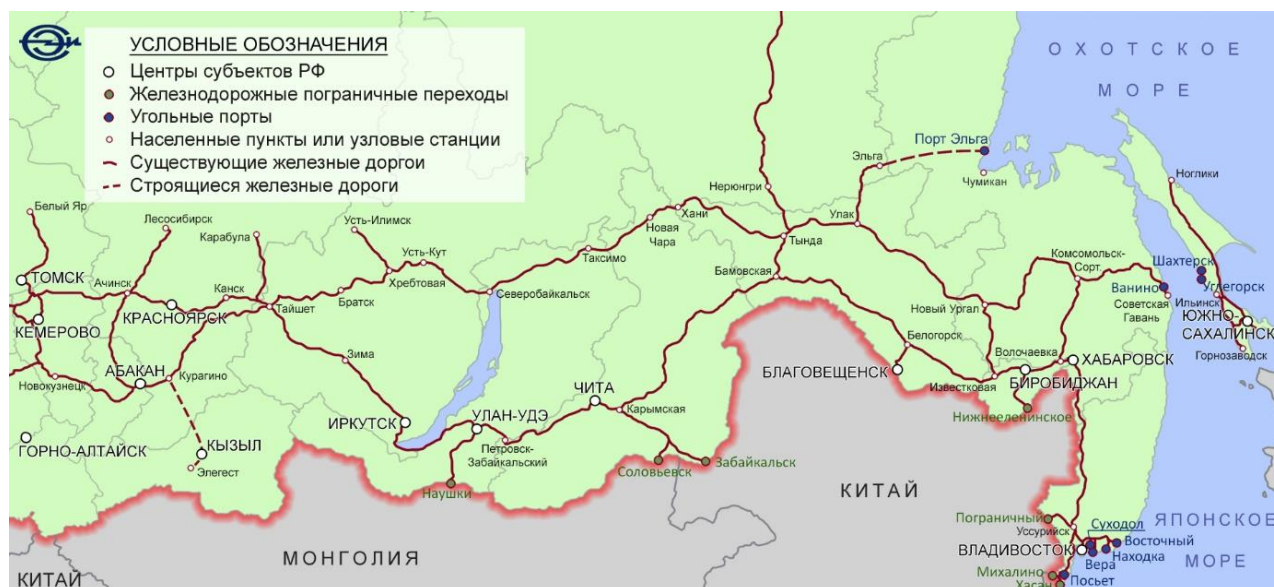 УСЛОВНЫЕ ОБОЗНАЧЕНИЯ
Центры субъектов РФ
Железнодорожные пограничные переходы
Угольные порты
Населенные пункты или узловые станции
Существующие железные доргои
Строящиеся железные дороги
ОХОТСКОЕ
МОРЕ
Порт Эльга
Эльга
Чумикан
Ноглики
Нерюнгри
Белый Яр
Лесосибирск
Карабула
Усть-Илимск
Хани
Новая
Чара
Улак
Тында
Усть-Кут
Таксимо
Хребтовая
Бамовская
Комсомольск-
Сорт.
Шахтерск
ТОМСК
Ачинск
Канск
Братск
Северобайкальск
Ванино
Углегорск
Советская
Гавань
Ильинск
КРАСНОЯРСК
Тайшет
Новый Ургал
ЮЖНО-
САХАЛИНСК
КЕМЕРОВО
Белогорск
Горнозаводск
Зима
Волочаевка
ХАБАРОВСК
АБАКАН
Курагино
БЛАГОВЕЩЕНСК
Известковая
БИРОБИДЖАН
Новокузнецк
ЧИТА
Карымская
Нижнееленинское
ИРКУТСК
УЛАН-УДЭ
ГОРНО-АЛТАЙСК
КЫЗЫЛ
Петровск-
Забайкальский
Элегест
Соловьевск
Забайкальск
Наушки
КИТАЙ
Пограничный
Уссурийск
Суходол
ЯПОНСКОЕ
МОРЕ
Восточный
ВЛАДИВОСТОК
Находка
Вера
МОНГОЛИЯ
Михалино
Посьет
Хасан
КИТАЙ